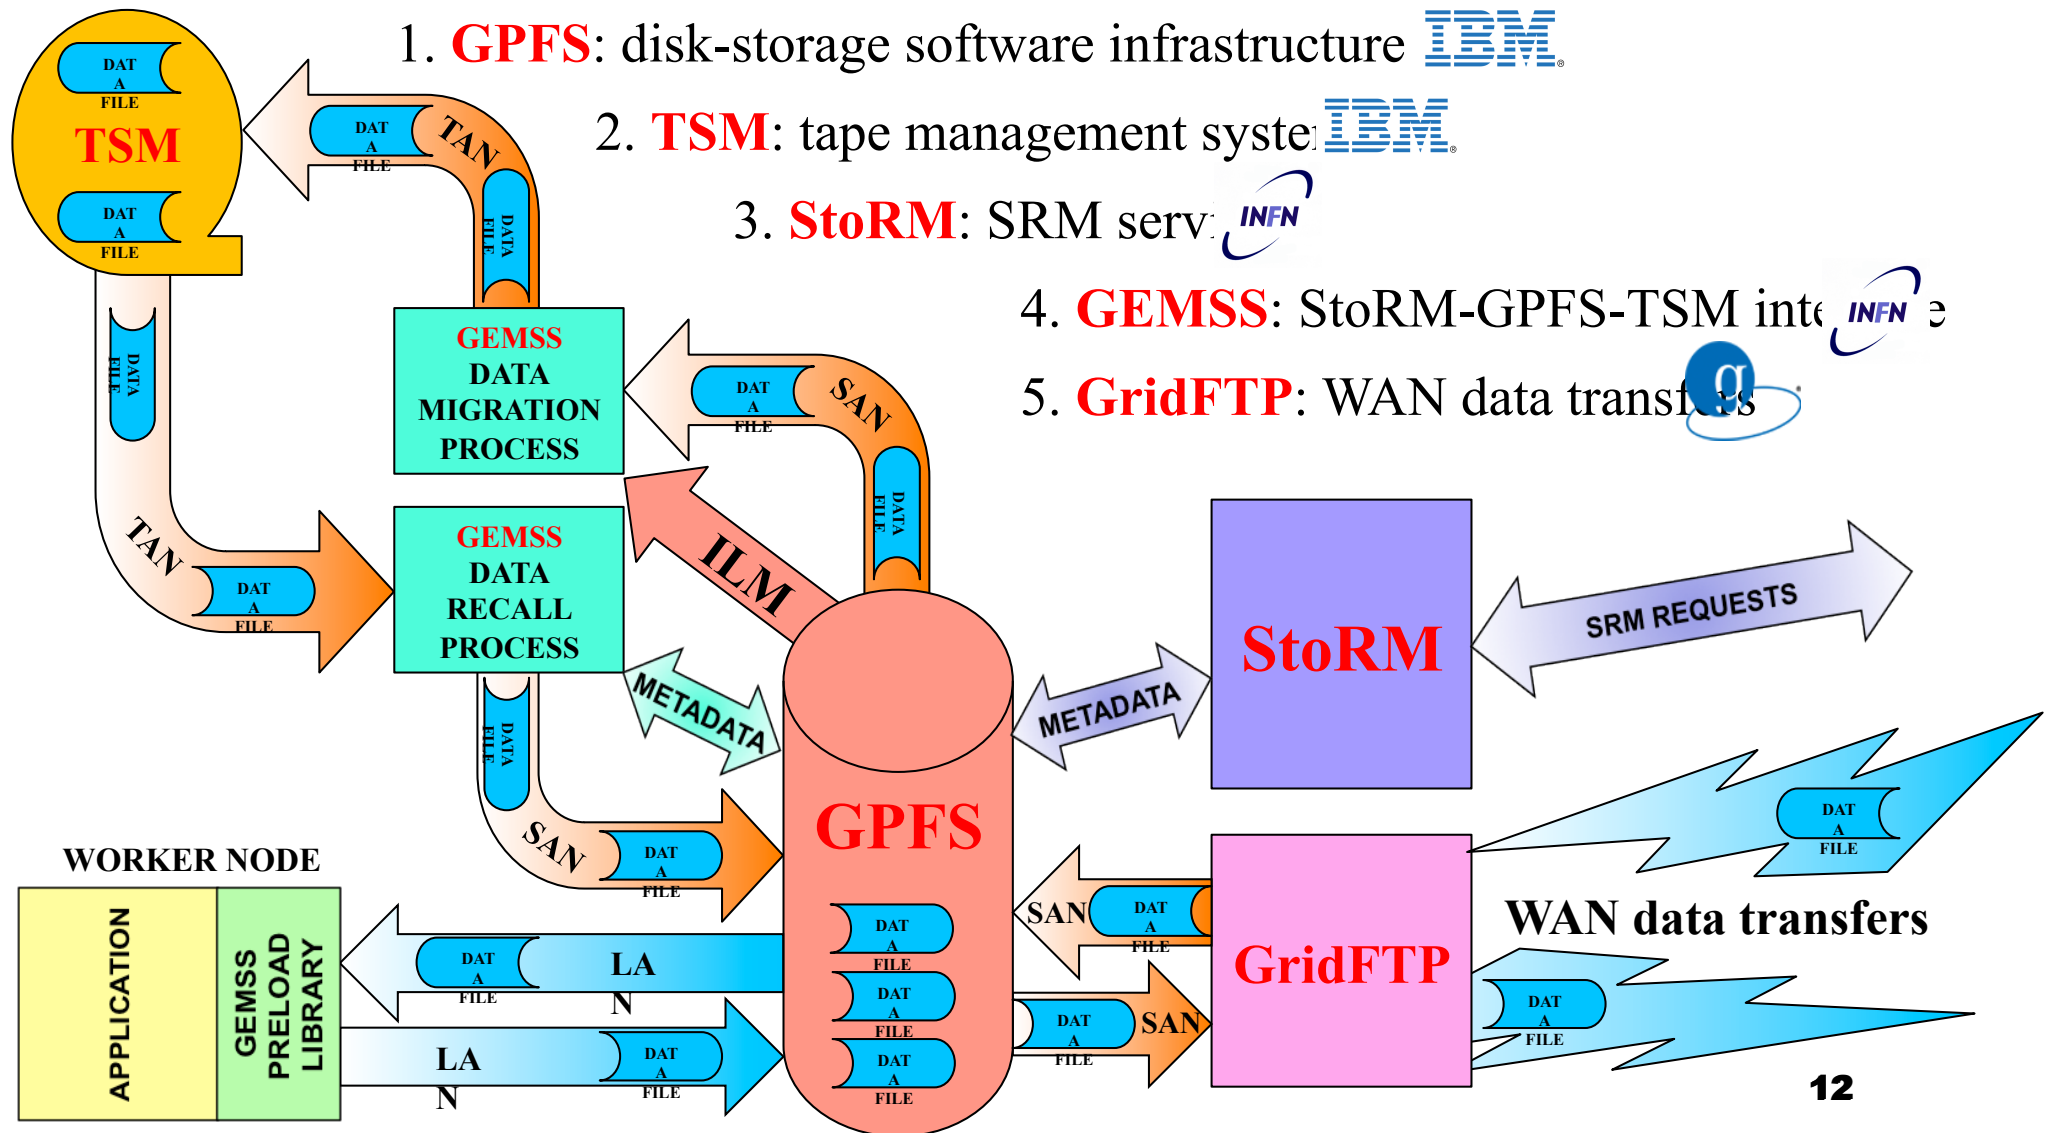 1. GPFS: disk-storage software infrastructure IBM
2. TSM: tape management syste IBM
3. StoRM: SRM servi INFN
4. GEMSS: StoRM-GPFS-TSM inte INFN e
5. GridFTP: WAN data transfers g
DAT
A
FILE
TSM
DAT
A
FILE
DAT
A
FILE
TAN
DATA
FILE
DATA
FILE
TAN
DAT
A
FILE
GEMSS
DATA
MIGRATION
PROCESS
DAT
A
FILE
SAN
DATA
FILE
ILM
GEMSS
DATA
RECALL
PROCESS
METADATA
DATA
FILE
SAN
DAT
A
FILE
GPFS
DAT
A
FILE
DAT
A
FILE
DAT
A
FILE
METADATA
StoRM
SRM REQUESTS
WORKER NODE
APPLICATION
GEMSS
PRELOAD
LIBRARY
DAT
A
FILE
LA
N
LA
N
DAT
A
FILE
SAN
DAT
A
FILE
DAT
A
FILE
SAN
GridFTP
DAT
A
FILE
WAN data transfers
DAT
A
FILE
12